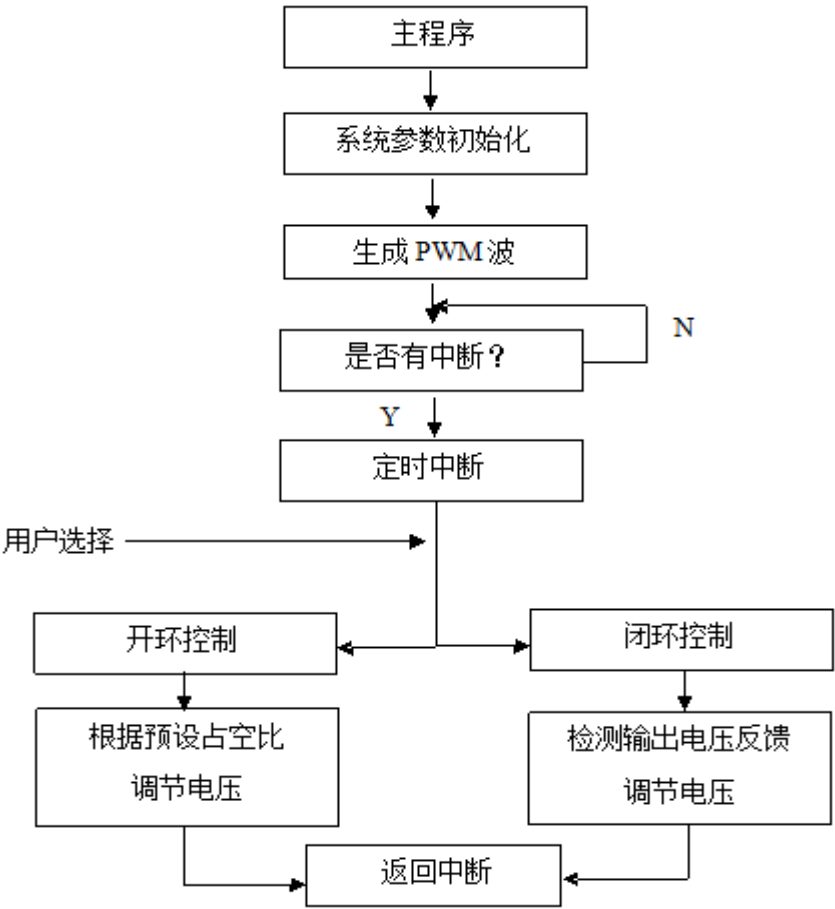 主程序
系统参数初始化
生成 PWM 波
N
是否有中断？
Y
定时中断
用户选择
开环控制
闭环控制
根据预设占空比
调节电压
检测输出电压反馈
调节电压
返回中断